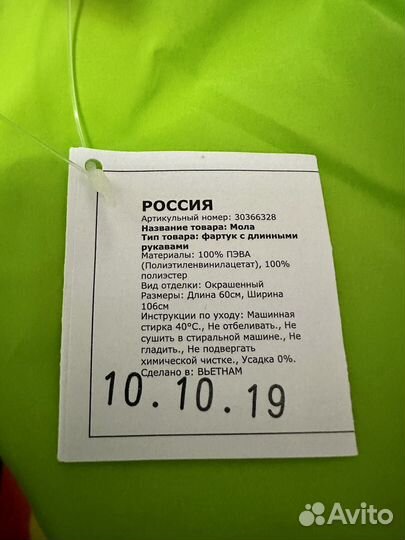 РОССИЯ
Артикульный номер: 30366328
Название товара: Мола
Тип товара: фартук с длинными
рукавами
Материалы: 100% ПЭВА
(Полиэтиленвинилацетат), 100%
полиэстер
Вид отделки: Окрашенный
Размеры: Длина 60см, Ширина
106см
Инструкции по уходу: Машинная
стирка 40°С., Не отбеливать., Не
сушить в стиральной машине., Не
гладить., Не подвергать
химической чистке., Усадка 0%.
Сделано в: ВЬЕТНАМ
10.10.19
Avito